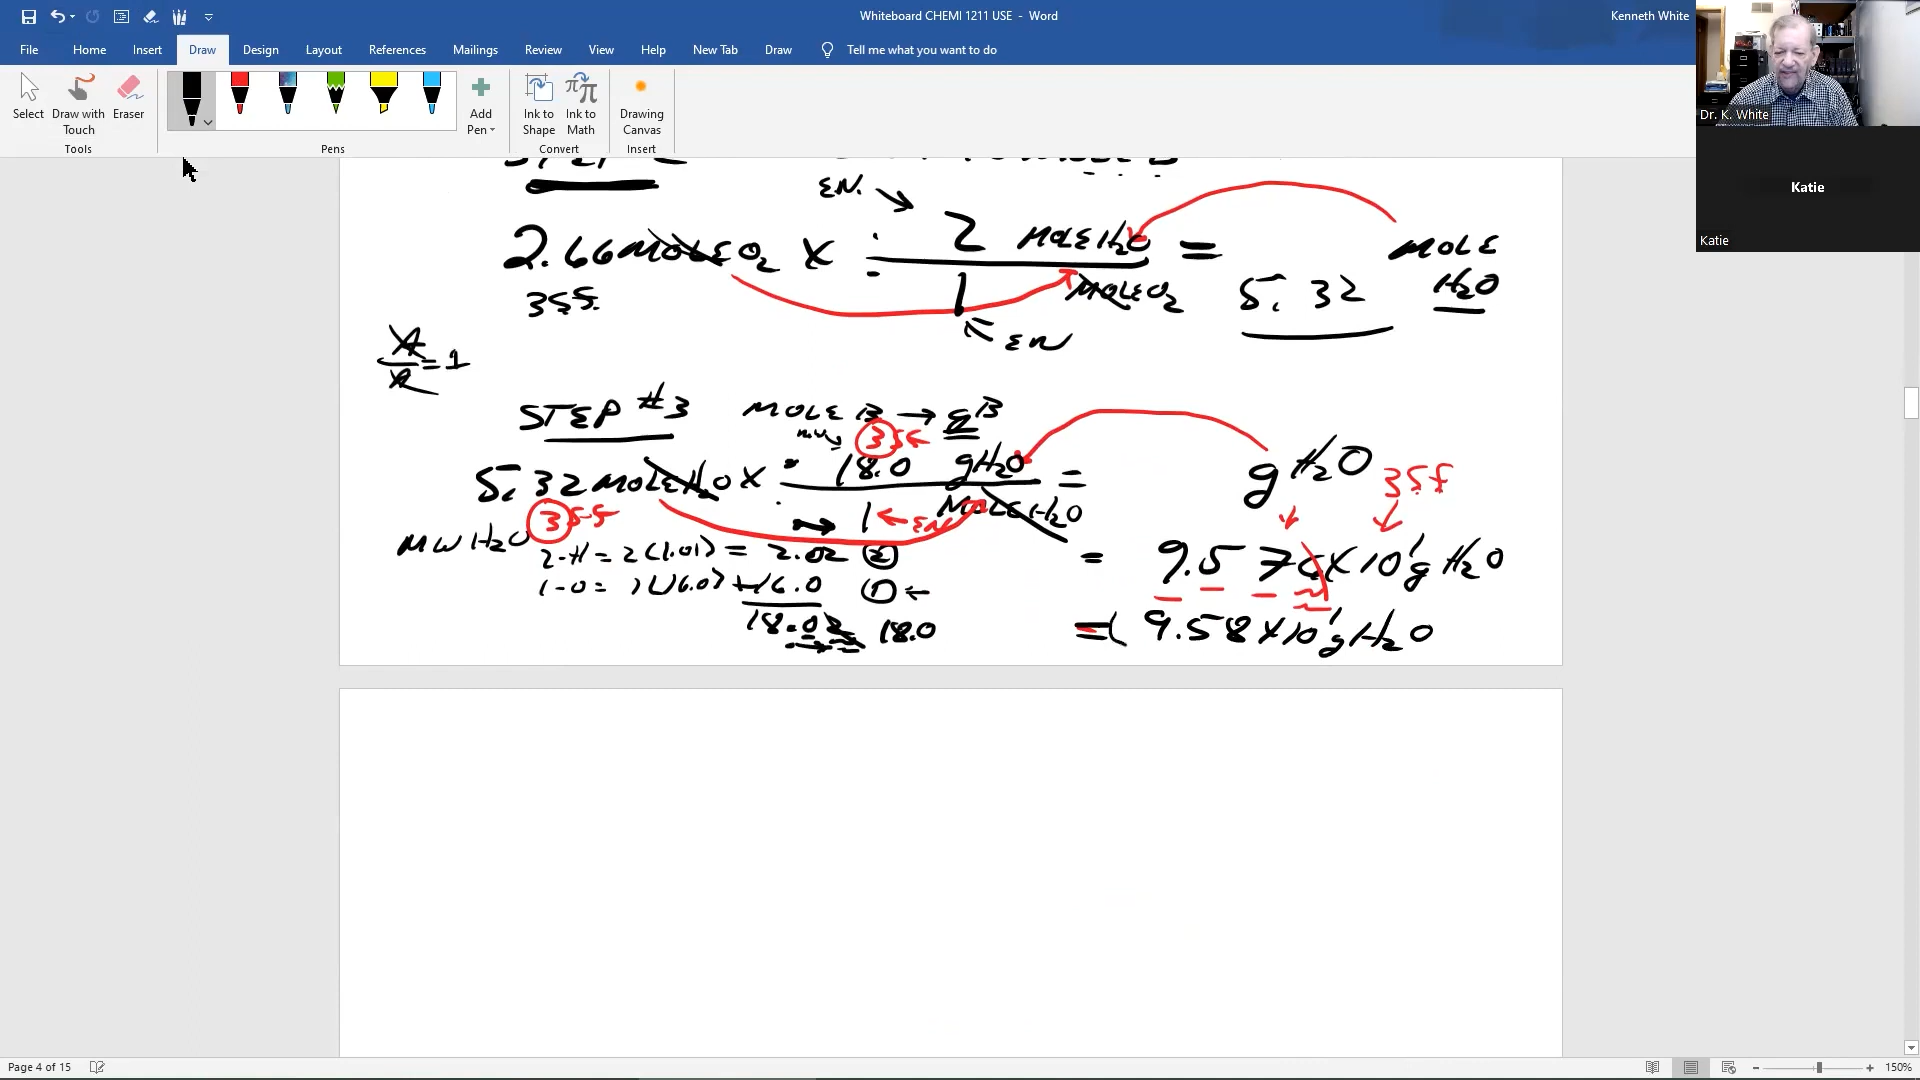 Whiteboard CHEMI 1211 USE - Word
Kenneth White
File Home Insert Draw Design Layout References Mailings Review View Help New Tab Draw Tell me what you want to do
Select
Draw with Touch
Eraser
Add Pen
Ink to Shape
Ink to Math
Drawing Canvas
Tools
Pens
Convert
Insert
Dr. K. White
Katie
Katie
STEP
EN.
2.66 MOLE O2 x 2 MOLE H2O = MOLE H2O
3SF
1 MOLE O2
5.32
EN
= 1
STEP #3
MOLE B → g B
3SF
5.32 MOLE H2O x 18.0 g H2O =
g H2O
3SF
3SF
1
EN
MOLE H2O
MW H2O
2-H = 2(1.01) = 2.02 2
= 9.576 x 10^1 g H2O
1-O = 1(16.0) + 16.0 1 ←
18.02 18.0
= 9.58 x 10^1 g H2O
Page 4 of 15
150%